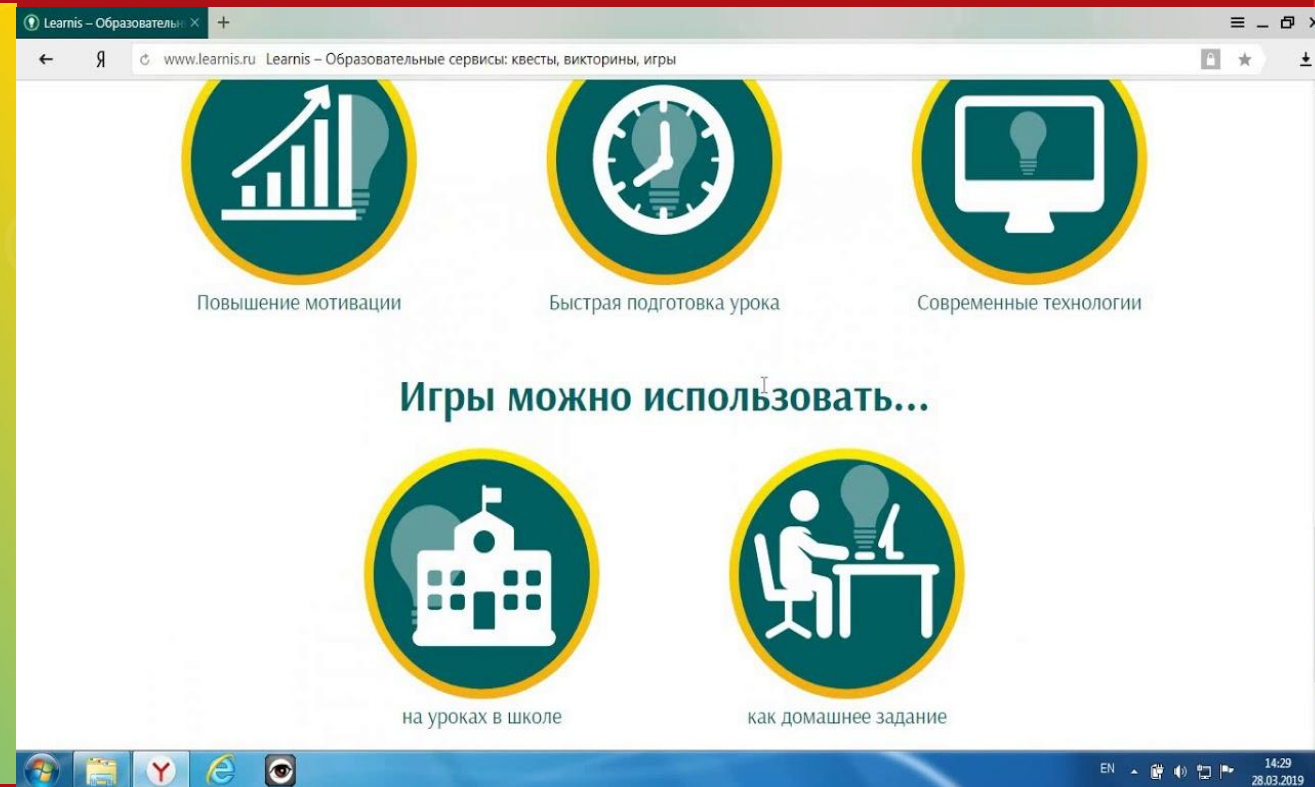 Learnis – Образователь
www.learnis.ru Learnis – Образовательные сервисы: квесты, викторины, игры
Повышение мотивации
Быстрая подготовка урока
Современные технологии
Игры можно использовать...
на уроках в школе
как домашнее задание
EN
14:29
28.03.2019